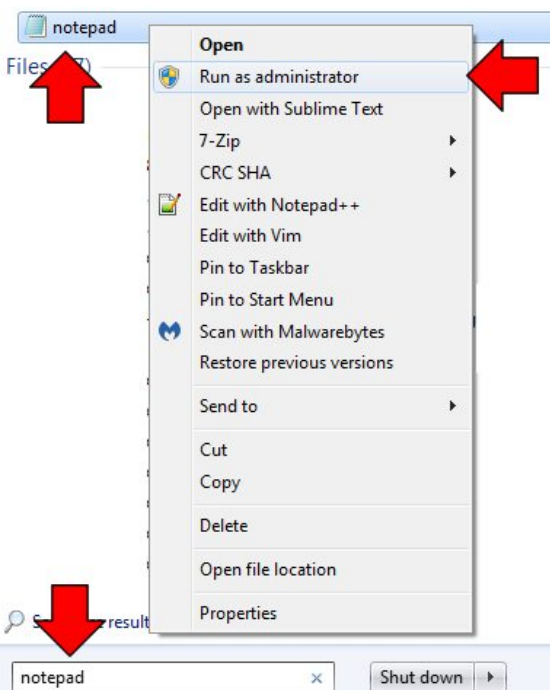 notepad
Files 7)
Open
Run as administrator
Open with Sublime Text
7-Zip
CRC SHA
Edit with Notepad++
Edit with Vim
Pin to Taskbar
Pin to Start Menu
Scan with Malwarebytes
Restore previous versions
Send to
Cut
Copy
Delete
Open file location
Properties
result
notepad
Shut down